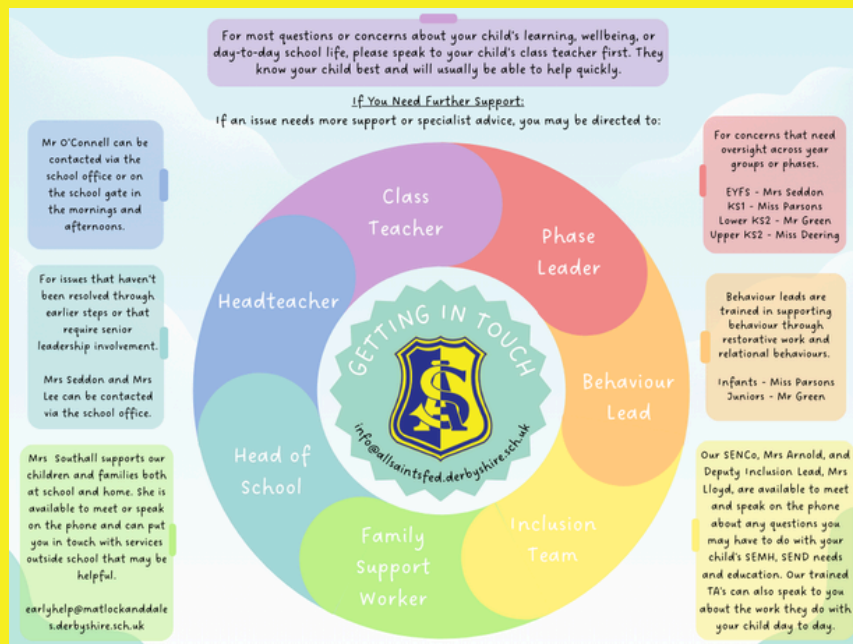 For most questions or concerns about your child's learning, wellbeing, or
day-to-day school life, please speak to your child's class teacher first. They
know your child best and will usually be able to help quickly.
If You Need Further Support:
If an issue needs more support or specialist advice, you may be directed to:
Class
Teacher
Phase
Leader
For concerns that need
oversight across year
groups or phases.
EYFS - Mrs Seddon
KS1 - Miss Parsons
Lower KS2 - Mr Green
Upper KS2 - Miss Deering
Behaviour
Lead
Behaviour leads are
trained in supporting
behaviour through
restorative work and
relational behaviours.
Infants - Miss Parsons
Juniors - Mr Green
Inclusion
Team
Our SENCo, Mrs Arnold, and
Deputy Inclusion Lead, Mrs
Lloyd, are available to meet
and speak on the phone
about any questions you
may have to do with your
child's SEMH, SEND needs
and education. Our trained
TA's can also speak to you
about the work they do with
your child day to day.
Family
Support
Worker
Mrs Southall supports our
children and families both
at school and home. She is
available to meet or speak
on the phone and can put
you in touch with services
outside school that may be
helpful.
earlyhelp@matlockanddale
s.derbyshire.sch.uk
Head of
School
For issues that haven't
been resolved through
earlier steps or that
require senior
leadership involvement.
Mrs Seddon and Mrs
Lee can be contacted
via the school office.
Headteacher
Mr O'Connell can be
contacted via the
school office or on
the school gate in
the mornings and
afternoons.
GETTING IN TOUCH
info@allsaintsfed.derbyshire.sch.uk